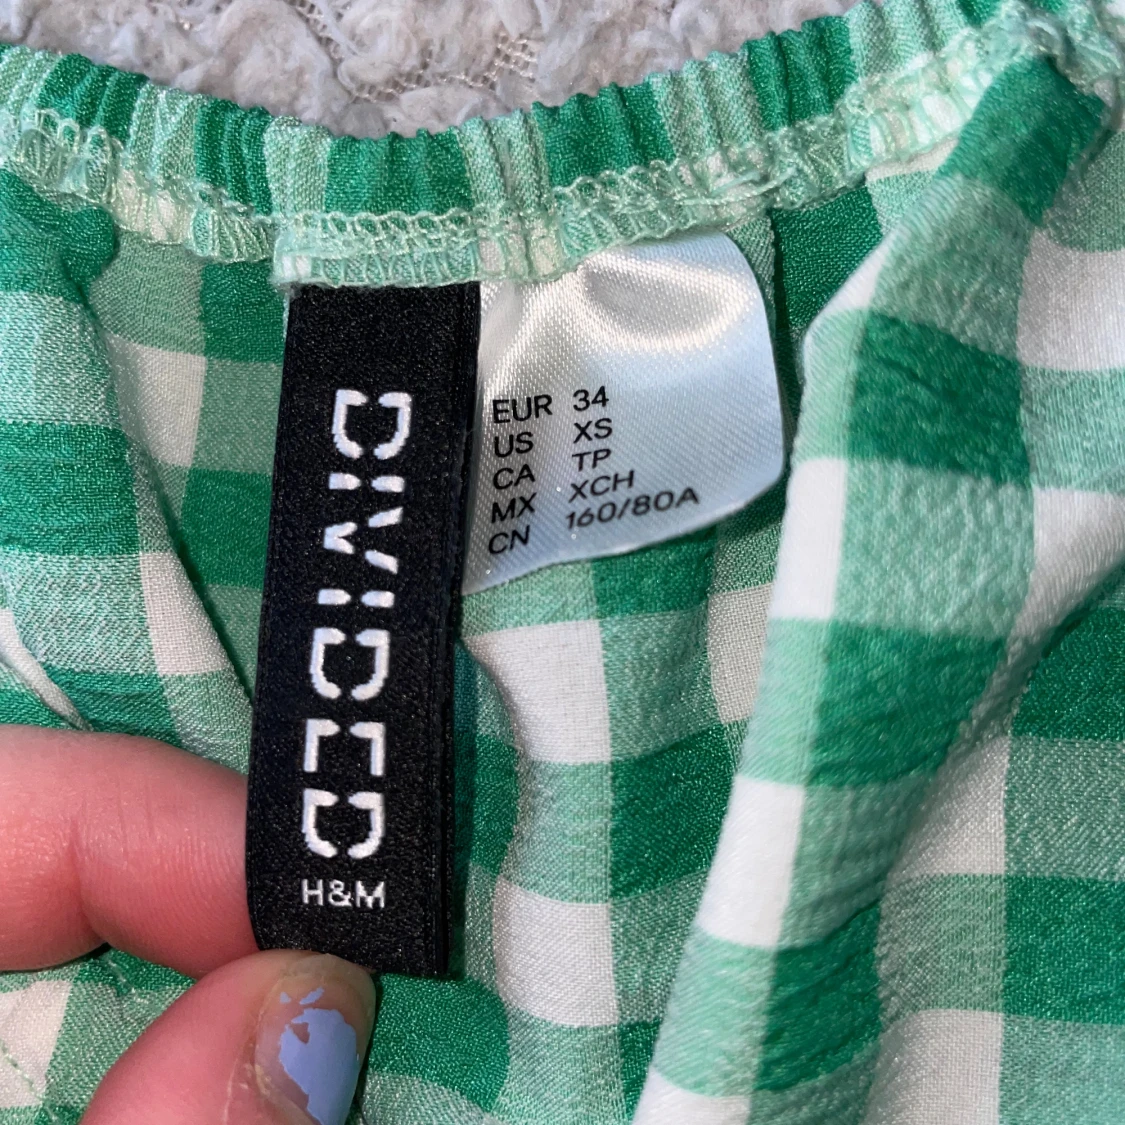 DIVIDED
H&M
EUR 34
US XS
CA TP
MX XCH
CN 160/80A